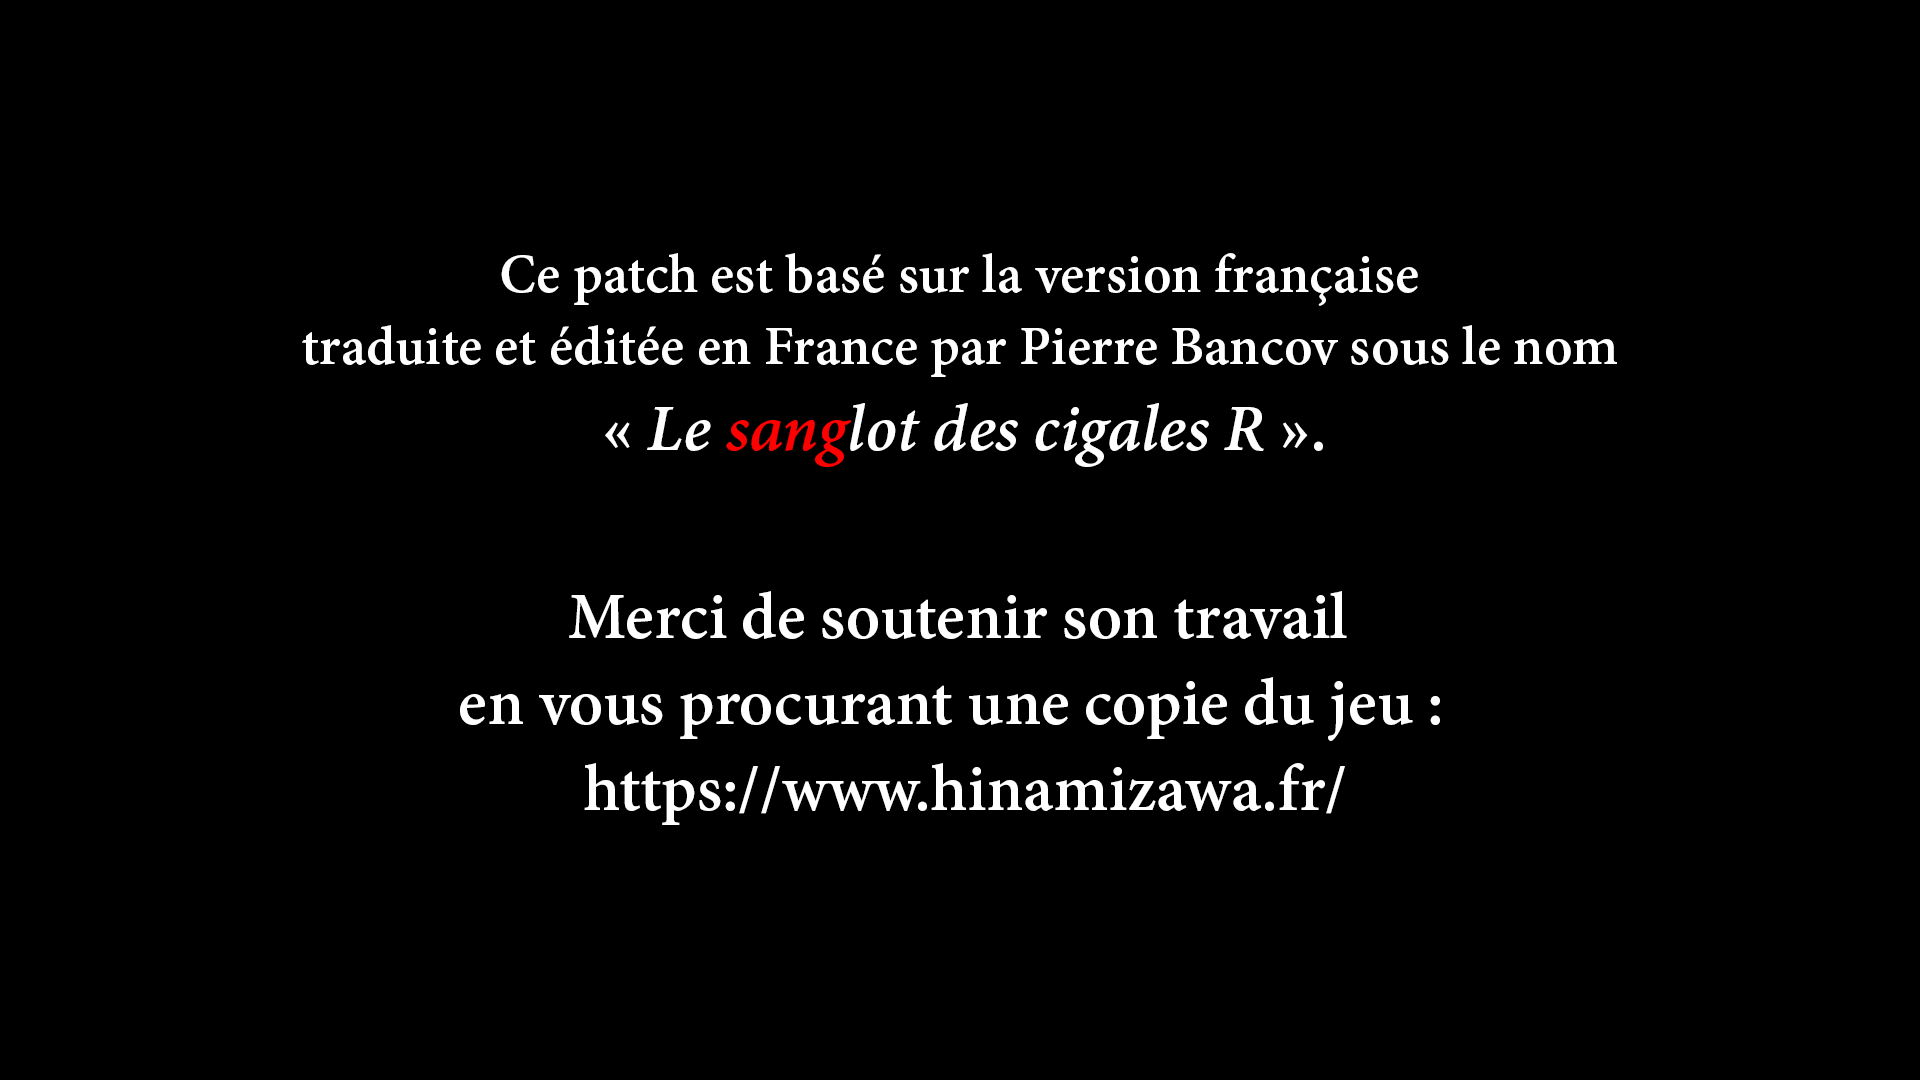 Ce patch est basé sur la version française
traduite et éditée en France par Pierre Bancov sous le nom
« Le sanglot des cigales R ».
Merci de soutenir son travail
en vous procurant une copie du jeu :
https://www.hinamizawa.fr/